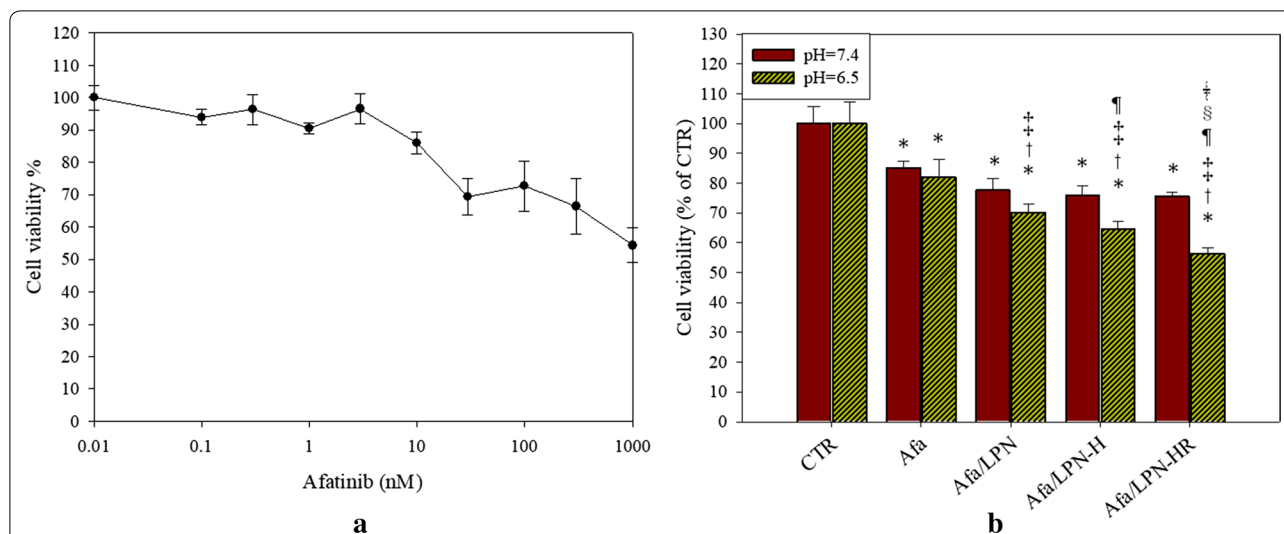 120
110
100
90
80
70
60
50
40
30
20
10
0
Cell viability %
0.01 0.1 1 10 100 1000
Afatinib (nM)
a
130
120
110
100
90
80
70
60
50
40
30
20
10
0
Cell viability (% of CTR)
pH=7.4
pH=6.5
* * * ‡†* * ¶‡†* * §¶‡†*
CTR Afa Afa/LPN Afa/LPN-H Afa/LPN-HR
b